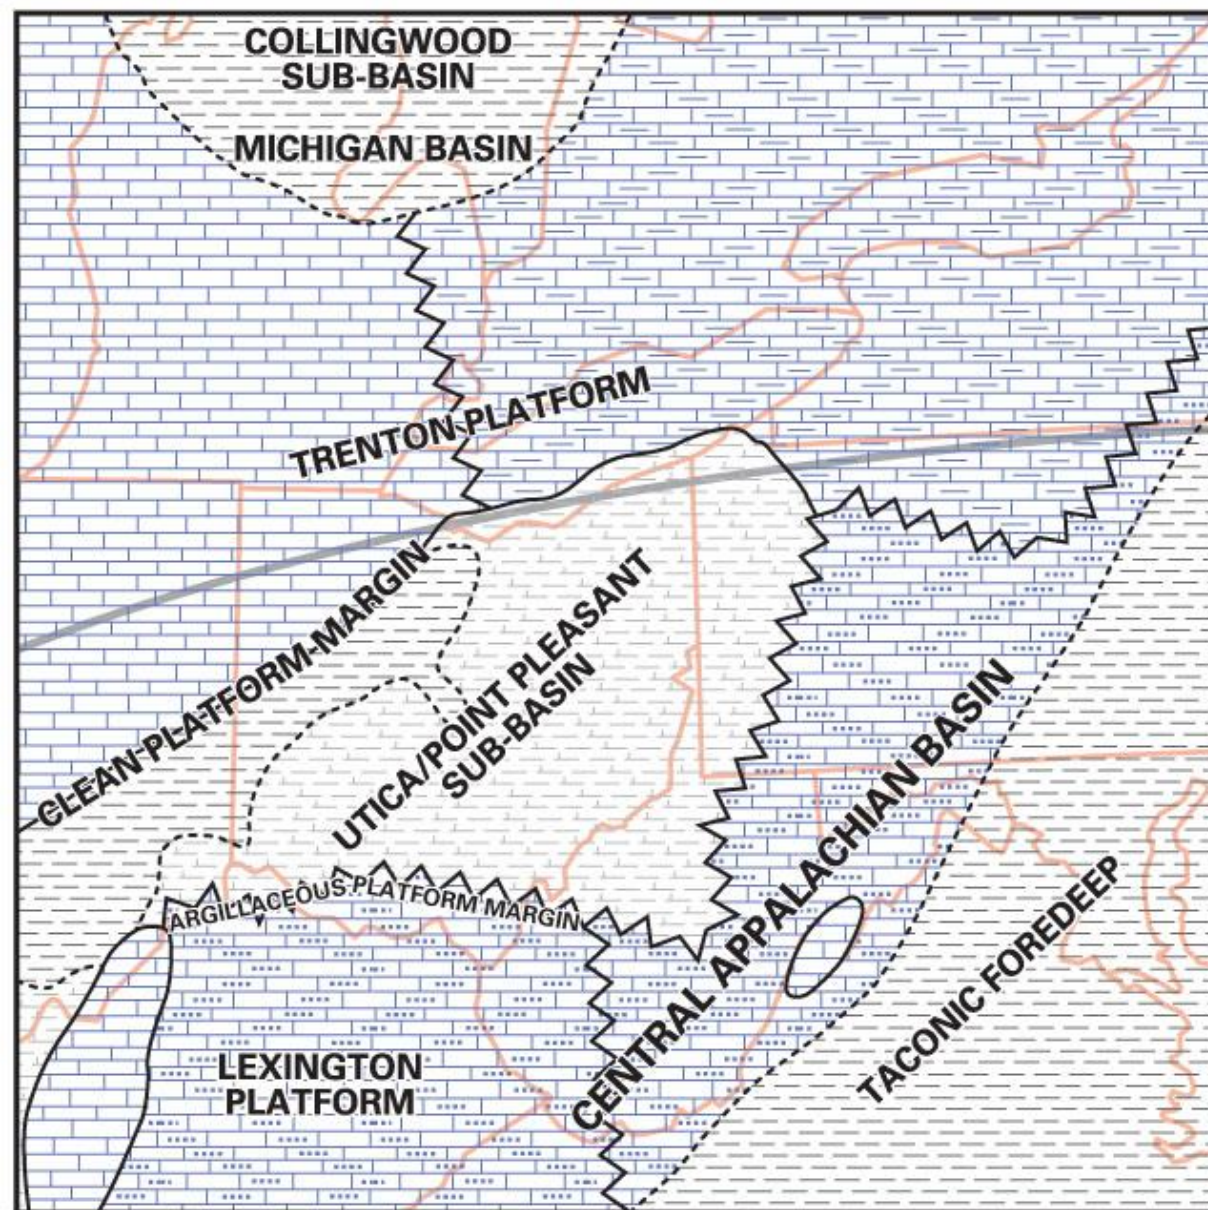 COLLINGWOOD
SUB-BASIN
MICHIGAN BASIN
TRENTON PLATFORM
CLEAN PLATFORM MARGIN
UTICA/POINT PLEASANT
SUB-BASIN
ARGILLACEOUS PLATFORM MARGIN
CENTRAL APPALACHIAN BASIN
TACONIC FOREDEEP
LEXINGTON
PLATFORM